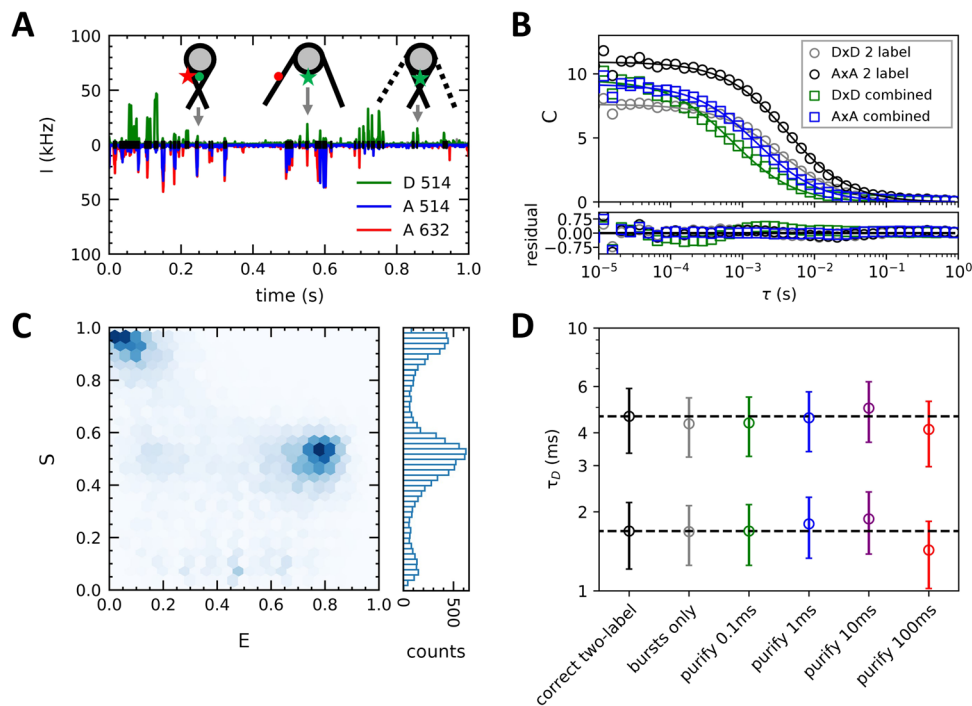 A
100
50
0
50
100
I (kHz)
D 514
A 514
A 632
0.0
0.2
0.4
0.6
0.8
1.0
time (s)
B
10
5
0
C
DxD 2 label
AxA 2 label
DxD combined
AxA combined
0.75
0.00
−0.75
residual
10⁻⁵
10⁻⁴
10⁻³
10⁻²
10⁻¹
10⁰
τ (s)
C
1.0
0.8
0.6
0.4
0.2
0.0
S
0.0
0.2
0.4
0.6
0.8
1.0
E
0
500
counts
D
10
6
4
3
2
1
τD (ms)
correct two-label
bursts only
purify 0.1ms
purify 1ms
purify 10ms
purify 100ms